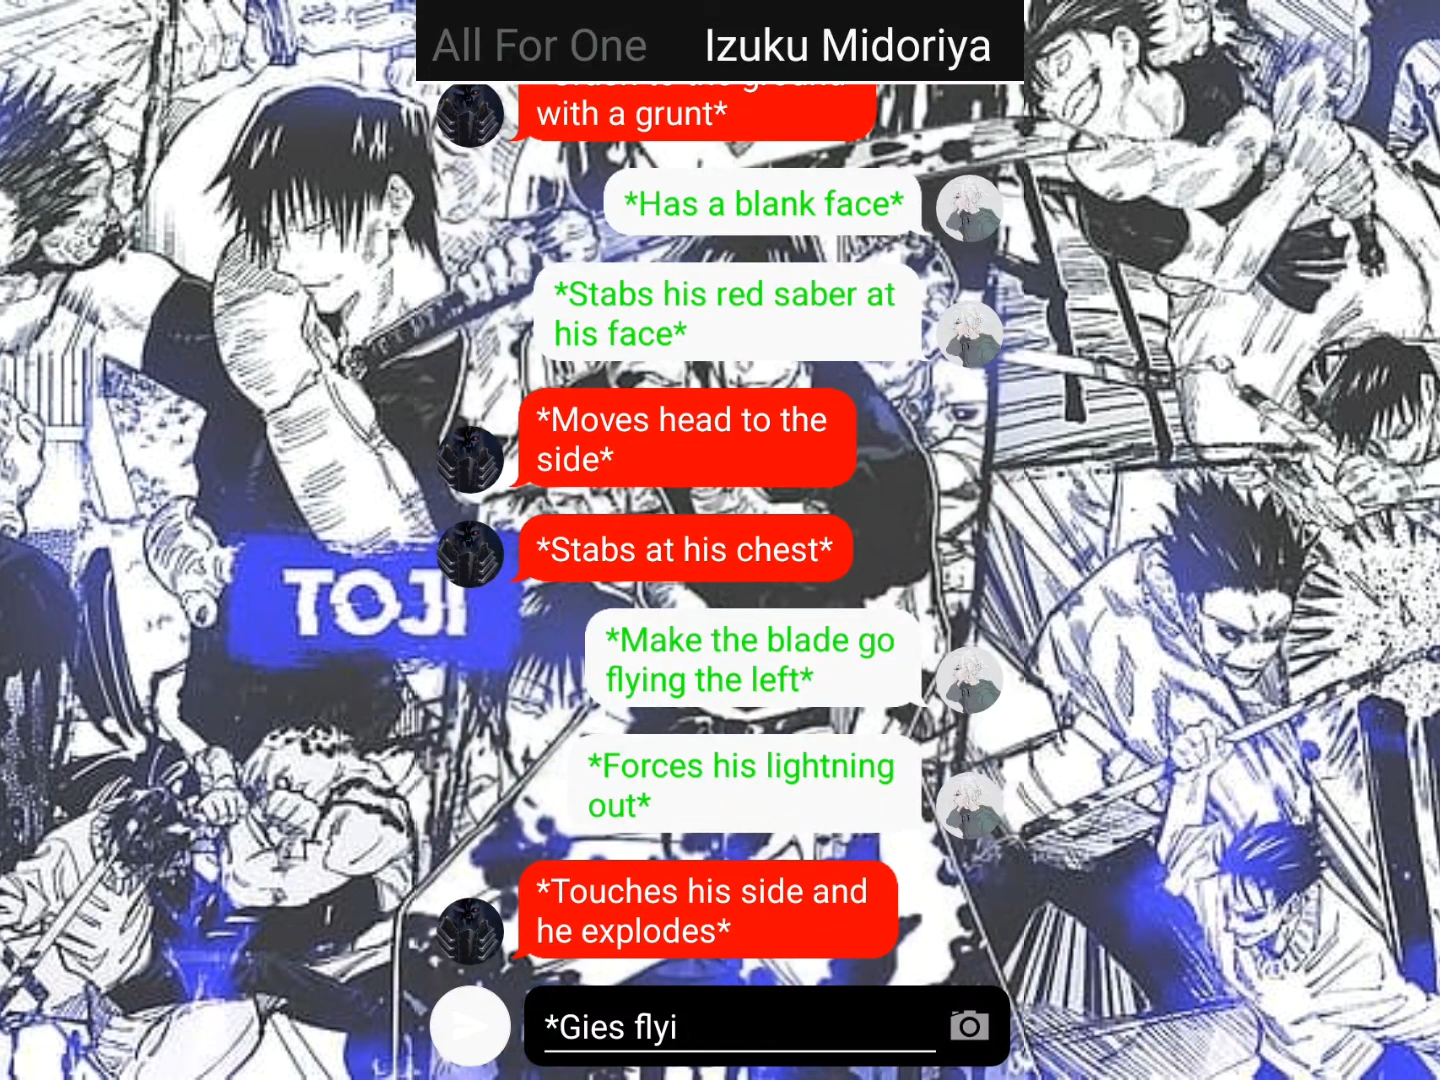 All For One Izuku Midoriya
with a grunt*
*Has a blank face*
*Stabs his red saber at
his face*
*Moves head to the
side*
*Stabs at his chest*
TOJI
*Make the blade go
flying the left*
*Forces his lightning
out*
*Touches his side and
he explodes*
*Gies flyi